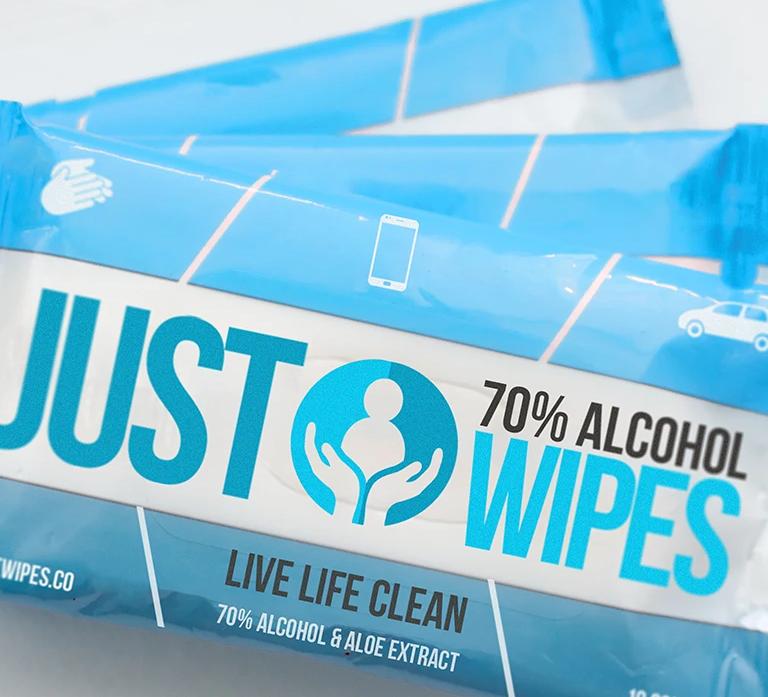 JUST
70% ALCOHOL
WIPES
LIVE LIFE CLEAN
70% ALCOHOL & ALOE EXTRACT
WIPES.CO